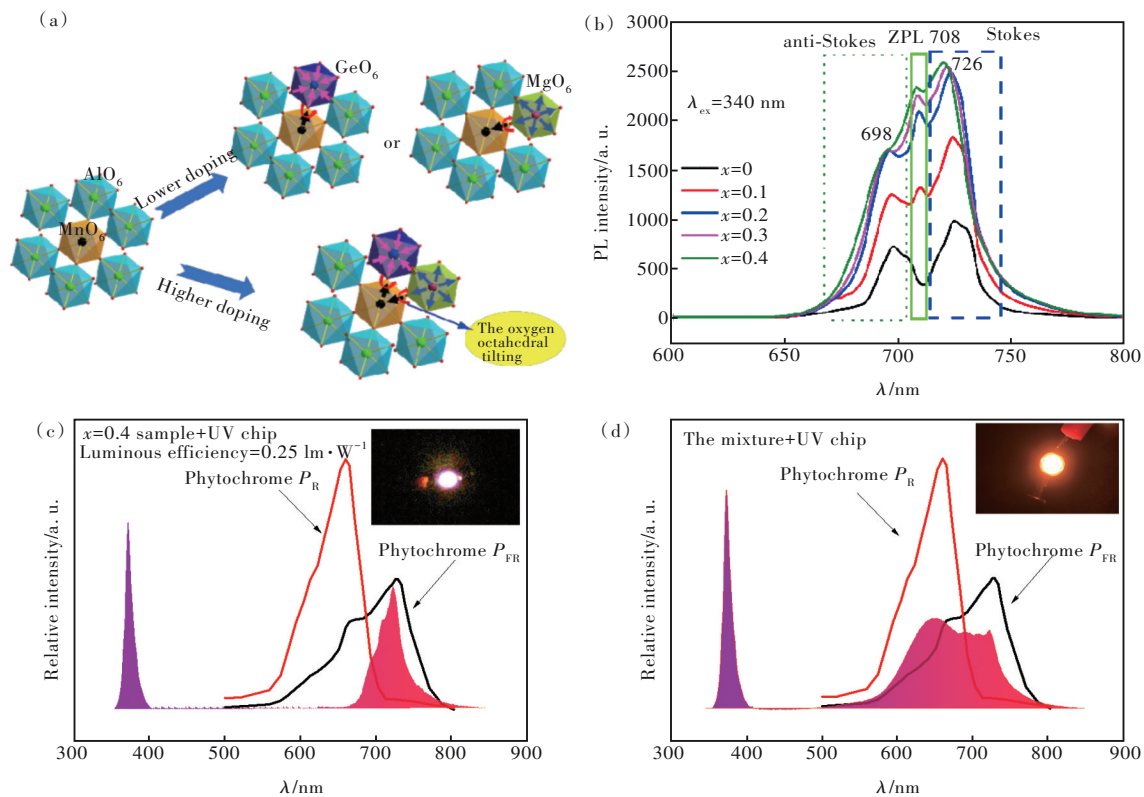 (a)
GeO6
MgO6
or
AlO6
MnO6
Lower doping
Higher doping
The oxygen
octahcdral
tilting
(b)
3000
2500
2000
1500
1000
500
0
PL intensity/a. u.
anti-Stokes
ZPL 708
Stokes
726
λex=340 nm
698
x=0
x=0.1
x=0.2
x=0.3
x=0.4
600
650
700
750
800
λ/nm
(c)
x=0.4 sample+UV chip
Luminous efficiency=0.25 lm·W−1
Phytochrome PR
Phytochrome PFR
Relative intensity/a. u.
300
400
500
600
700
800
900
λ/nm
(d)
The mixture+UV chip
Phytochrome PR
Phytochrome PFR
Relative intensity/a. u.
300
400
500
600
700
800
900
λ/nm